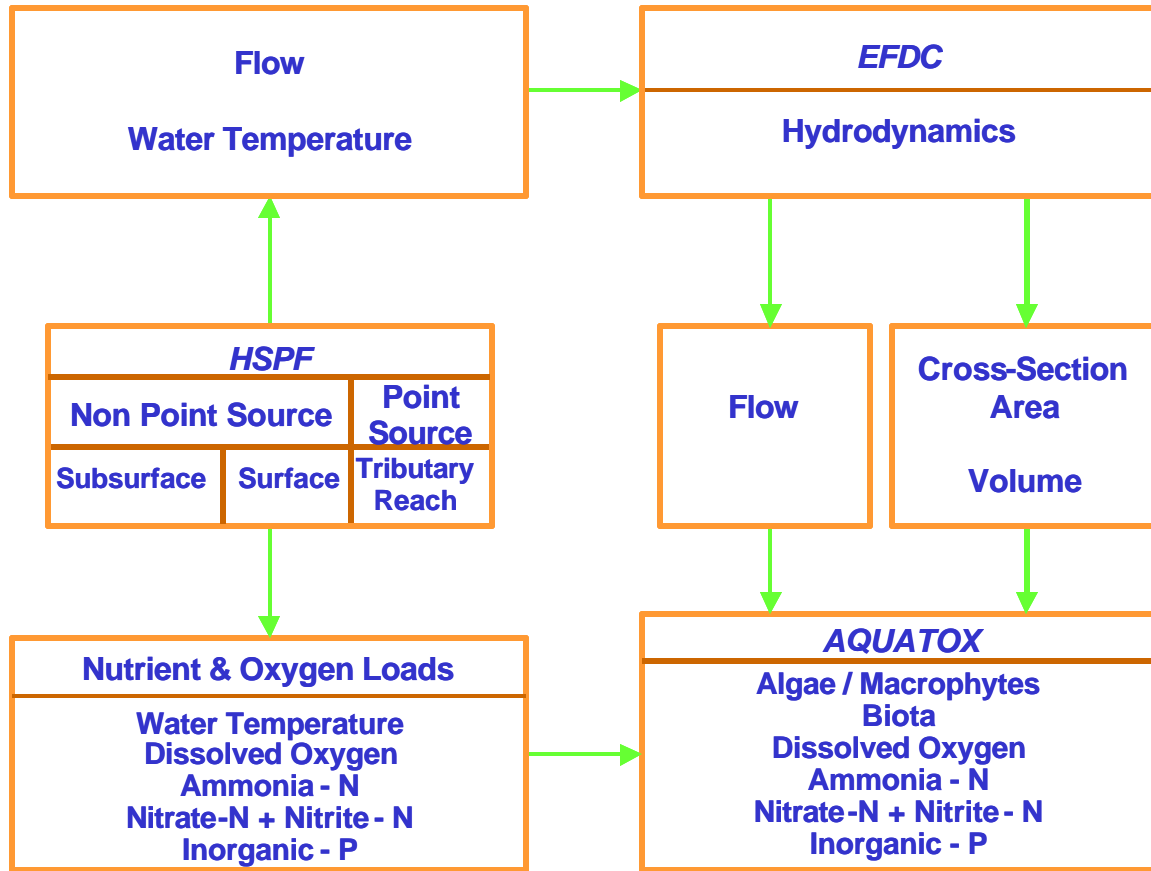 Flow
Water Temperature
EFDC
Hydrodynamics
HSPF
Non Point Source
Point
Source
Subsurface
Surface
Tributary
Reach
Flow
Cross-Section
Area
Volume
Nutrient & Oxygen Loads
Water Temperature
Dissolved Oxygen
Ammonia - N
Nitrate-N + Nitrite - N
Inorganic - P
AQUATOX
Algae / Macrophytes
Biota
Dissolved Oxygen
Ammonia - N
Nitrate-N + Nitrite - N
Inorganic - P